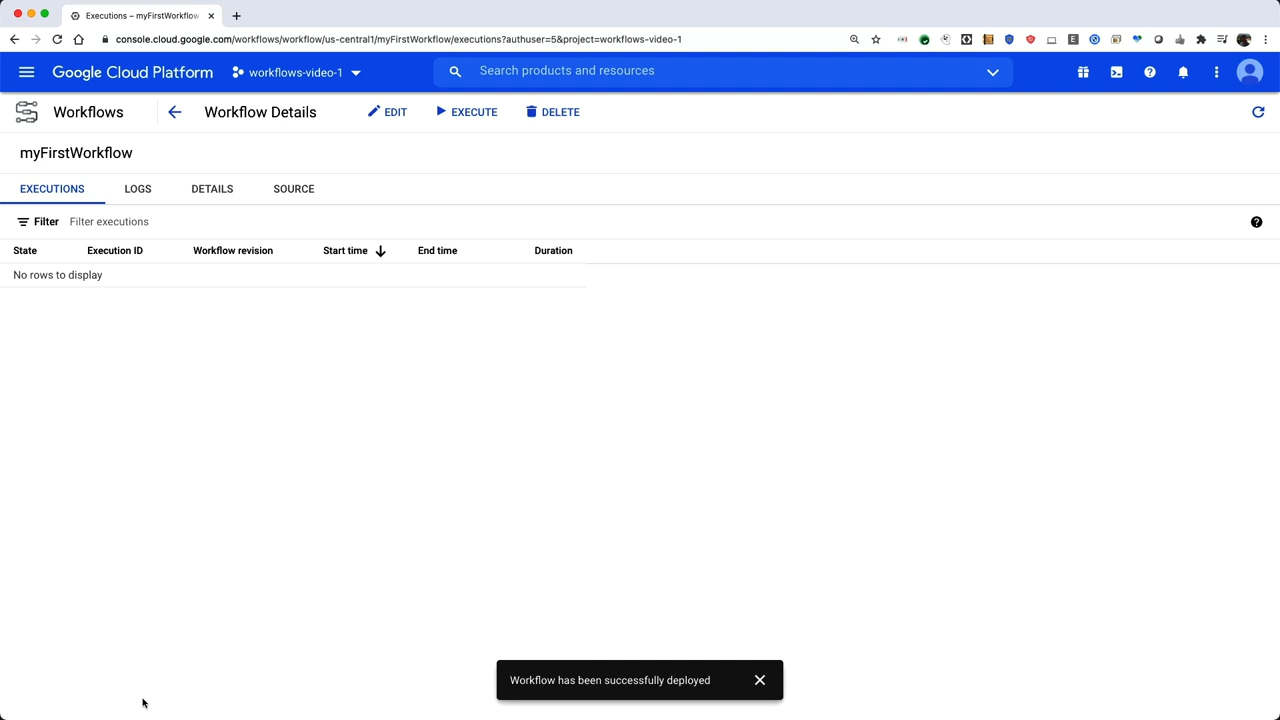 Executions – myFirstWorkflow
console.cloud.google.com/workflows/workflow/us-central1/myFirstWorkflow/executions?authuser=5&project=workflows-video-1
Google Cloud Platform workflows-video-1 Search products and resources
Workflows Workflow Details EDIT EXECUTE DELETE
myFirstWorkflow
EXECUTIONS LOGS DETAILS SOURCE
Filter Filter executions
State Execution ID Workflow revision Start time End time Duration
No rows to display
Workflow has been successfully deployed